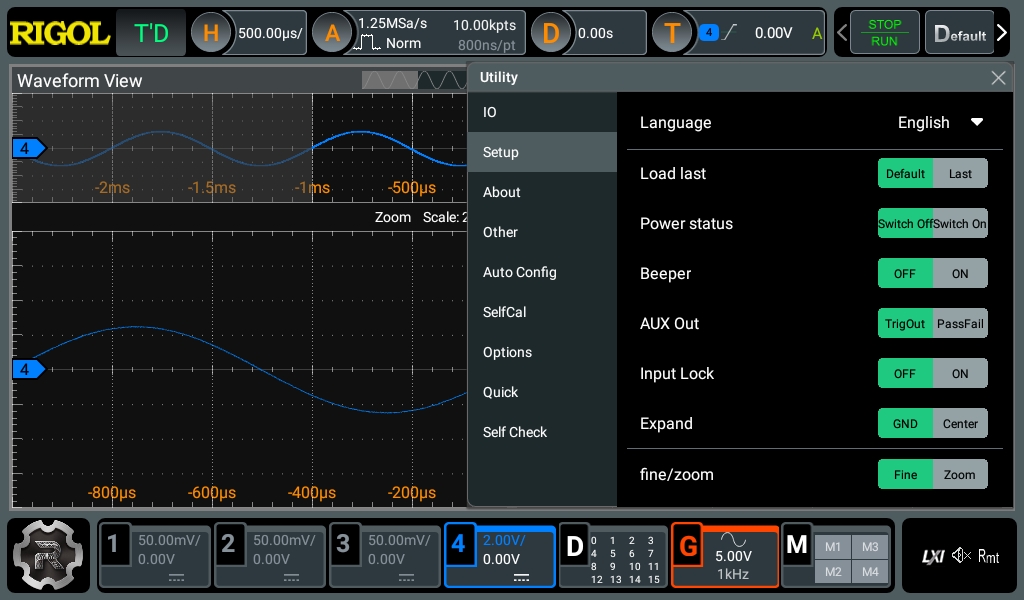 RIGOL T'D H 500.00µs/ A 1.25MSa/s 10.00kpts D 0.00s T 4 0.00V A STOP Default
Norm 800ns/pt RUN
Waveform View
4
-2ms -1.5ms -1ms -500µs
Zoom Scale: 2
4
-800µs -600µs -400µs -200µs
Utility
IO
Setup
About
Other
Auto Config
SelfCal
Options
Quick
Self Check
Language English
Load last Default Last
Power status Switch Off Switch On
Beeper OFF ON
AUX Out TrigOut PassFail
Input Lock OFF ON
Expand GND Center
fine/zoom Fine Zoom
R
1 50.00mV/
0.00V
2 50.00mV/
0.00V
3 50.00mV/
0.00V
4 2.00V/
0.00V
D 0 1 2 3
4 5 6 7
8 9 10 11
12 13 14 15
G 5.00V
1kHz
M M1 M3
M2 M4
LXI Rmt